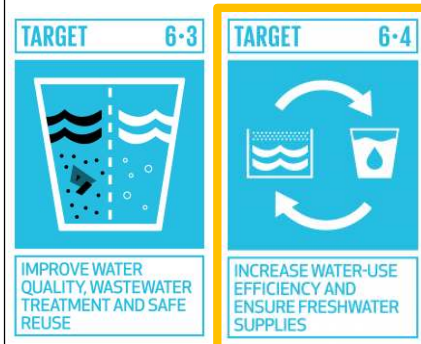 TARGET 6·3
IMPROVE WATER
QUALITY, WASTEWATER
TREATMENT AND SAFE
REUSE
TARGET 6·4
INCREASE WATER-USE
EFFICIENCY AND
ENSURE FRESHWATER
SUPPLIES